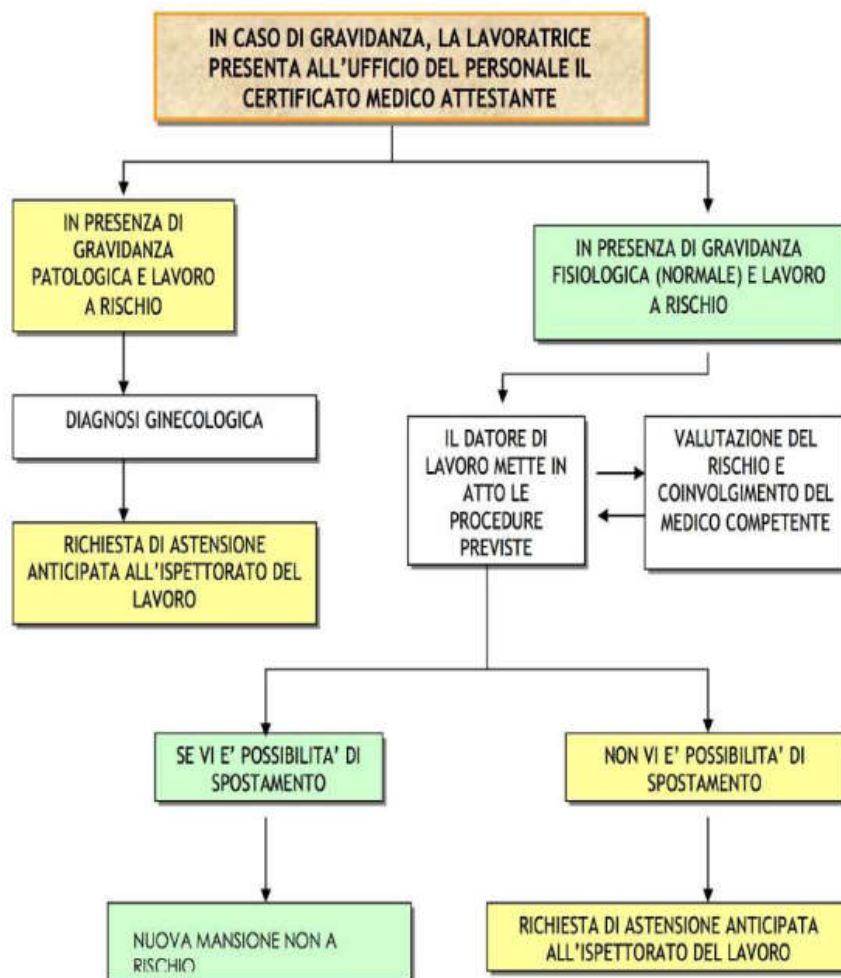 IN CASO DI GRAVIDANZA, LA LAVORATRICE
PRESENTA ALL'UFFICIO DEL PERSONALE IL
CERTIFICATO MEDICO ATTESTANTE
IN PRESENZA DI
GRAVIDANZA
PATOLOGICA E LAVORO
A RISCHIO
IN PRESENZA DI GRAVIDANZA
FISIOLOGICA (NORMALE) E LAVORO
A RISCHIO
DIAGNOSI GINECOLOGICA
IL DATORE DI
LAVORO METTE IN
ATTO LE
PROCEDURE
PREVISTE
VALUTAZIONE DEL
RISCHIO E
COINVOLGIMENTO DEL
MEDICO COMPETENTE
RICHIESTA DI ASTENSIONE
ANTICIPATA ALL'ISPETTORATO DEL
LAVORO
SE VI E' POSSIBILITA' DI
SPOSTAMENTO
NON VI E' POSSIBILITA' DI
SPOSTAMENTO
NUOVA MANSIONE NON A
RISCHIO
RICHIESTA DI ASTENSIONE ANTICIPATA
ALL'ISPETTORATO DEL LAVORO